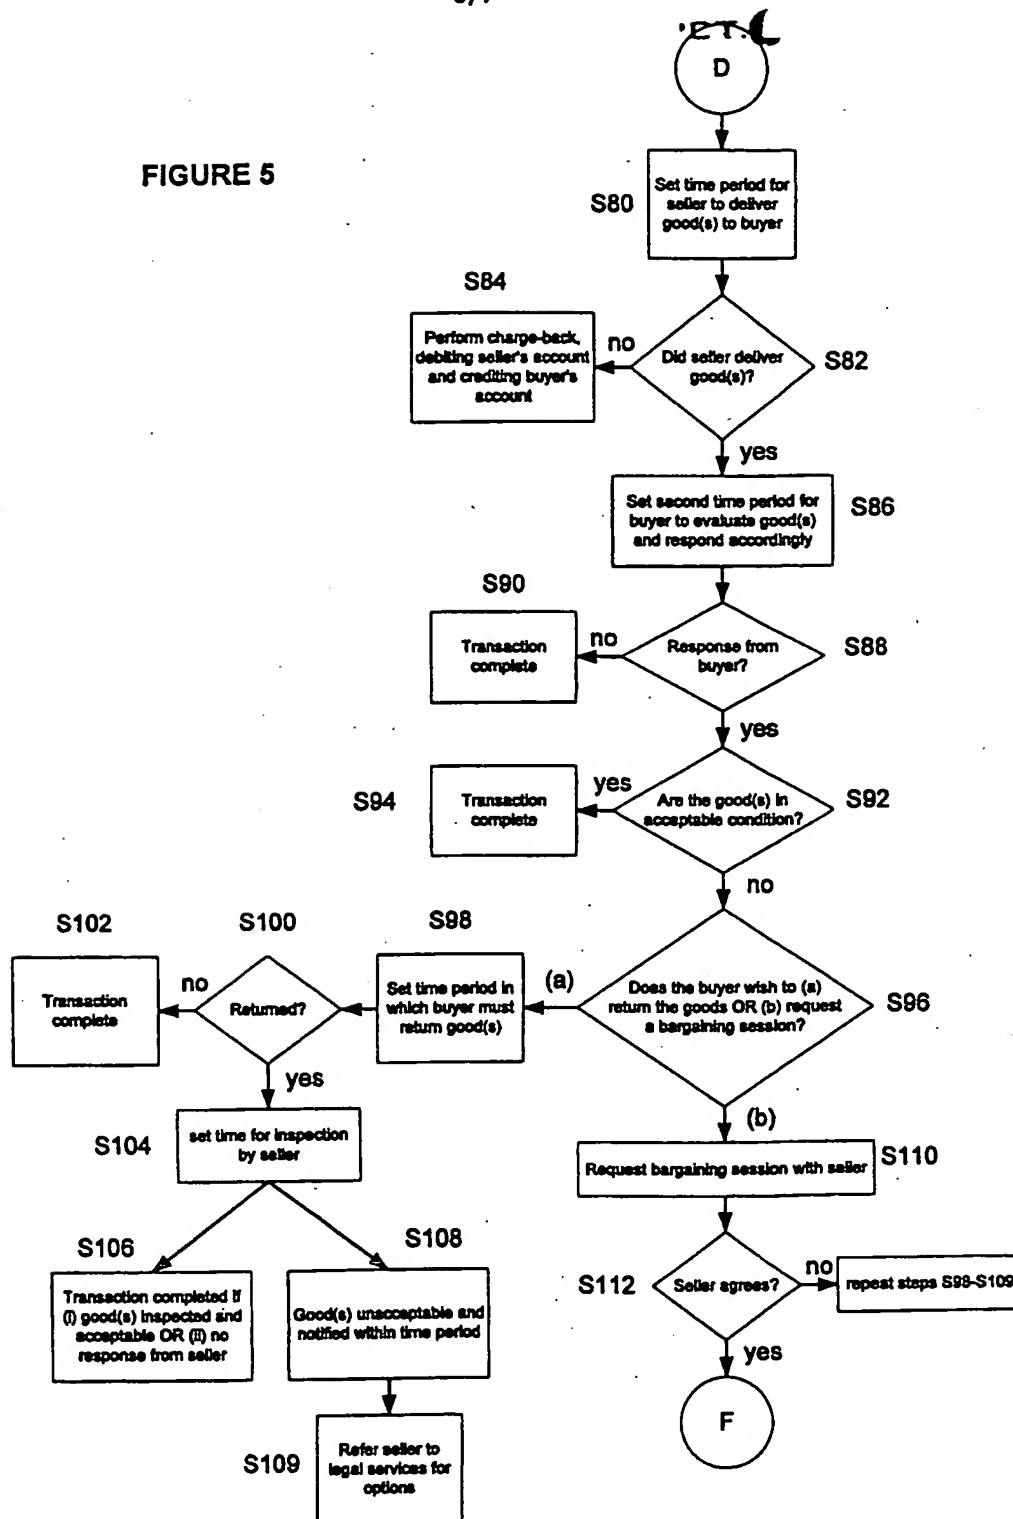 D
FIGURE 5
Set time period for
seller to deliver
good(s) to buyer
S80
S84
Perform charge-back,
debiting seller's account
and crediting buyer's
account
no
Did seller deliver
good(s)?
S82
yes
Set second time period for
buyer to evaluate good(s)
and respond accordingly
S86
S90
Transaction
complete
no
Response from
buyer?
S88
yes
S94
Transaction
complete
yes
Are the good(s) in
acceptable condition?
S92
no
S102
S100
S98
Transaction
complete
no
Returned?
Set time period in
which buyer must
return good(s)
(a)
Does the buyer wish to (a)
return the goods OR (b) request
a bargaining session?
S96
yes
(b)
S104
set time for inspection
by seller
Request bargaining session with seller
S110
S106
S108
Transaction completed if
(i) good(s) inspected and
acceptable OR (ii) no
response from seller
Good(s) unacceptable and
notified within time period
S112
Seller agrees?
no
repeat steps S98-S109
yes
F
S109
Refer seller to
legal services for
options